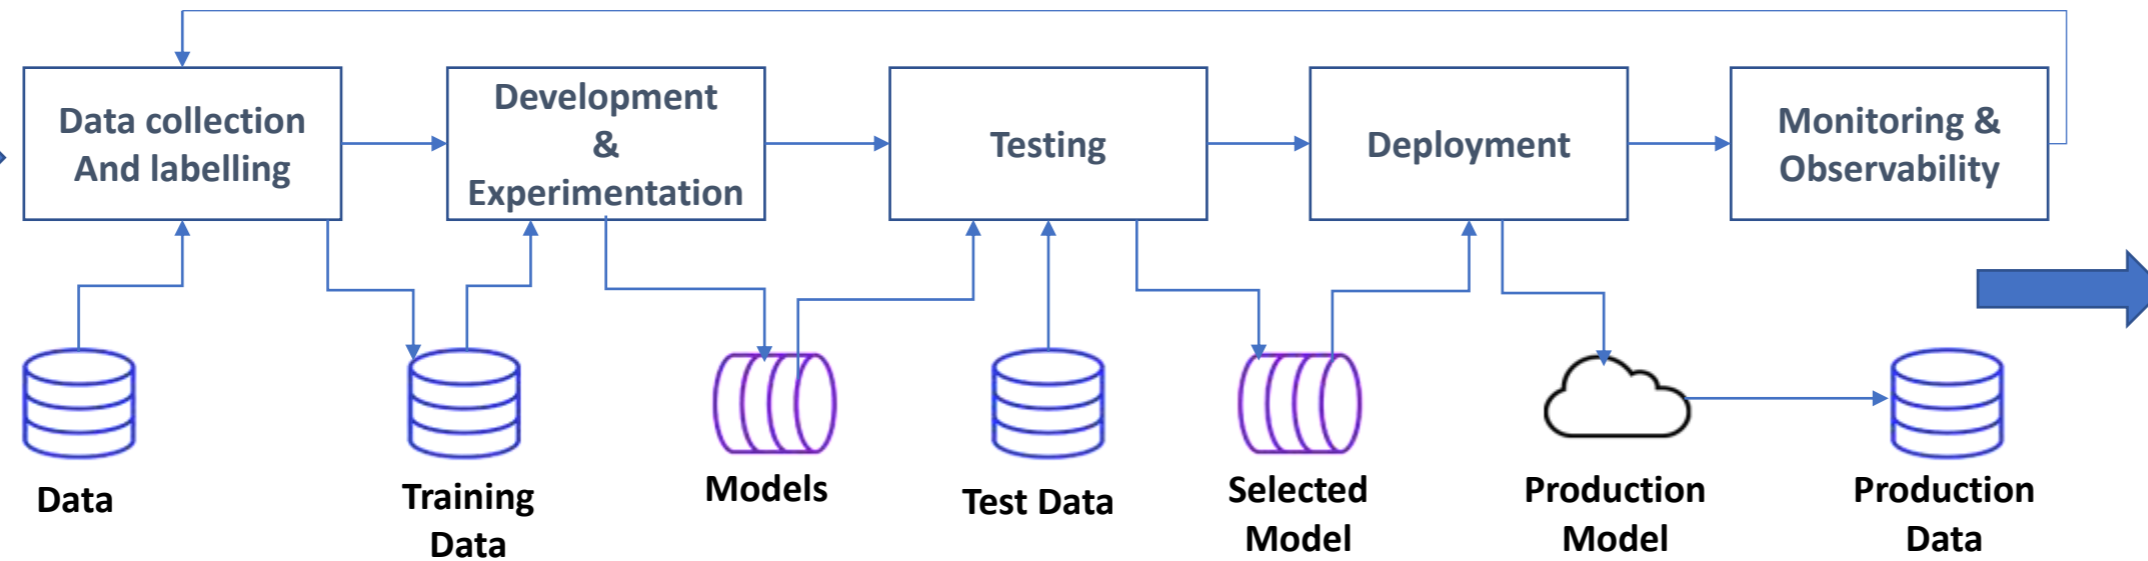 Data collection
And labelling
Development
&
Experimentation
Testing
Deployment
Monitoring &
Observability
Data
Training
Data
Models
Test Data
Selected
Model
Production
Model
Production
Data